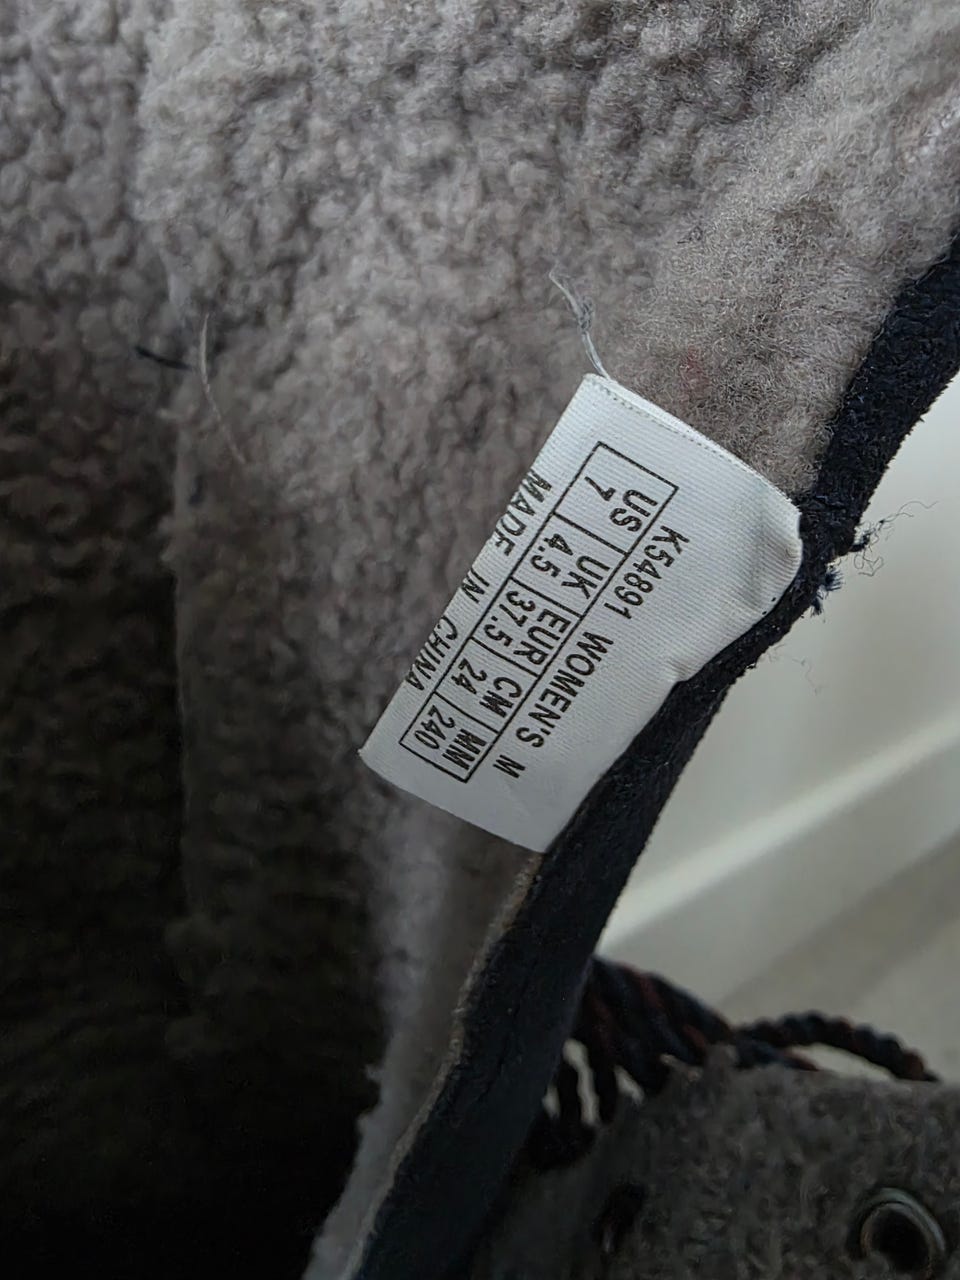 K54891 WOMEN'S M
US UK EUR CM MM
7 4.5 37.5 24 240
MADE IN CHINA